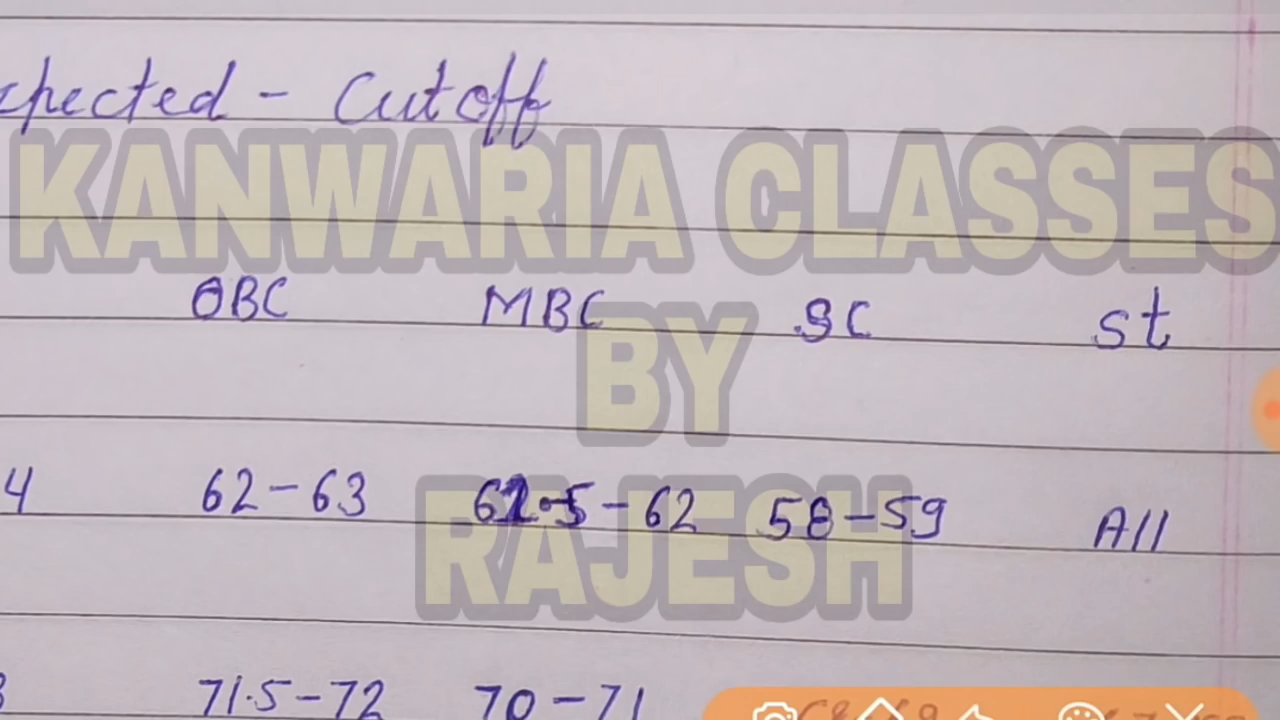 xpected - Cutoff
KANWARIA CLASSES
OBC MBC SC st
BY
4 62-63 61.5-62 58-59 All
RAJESH
71.5-72 70-71